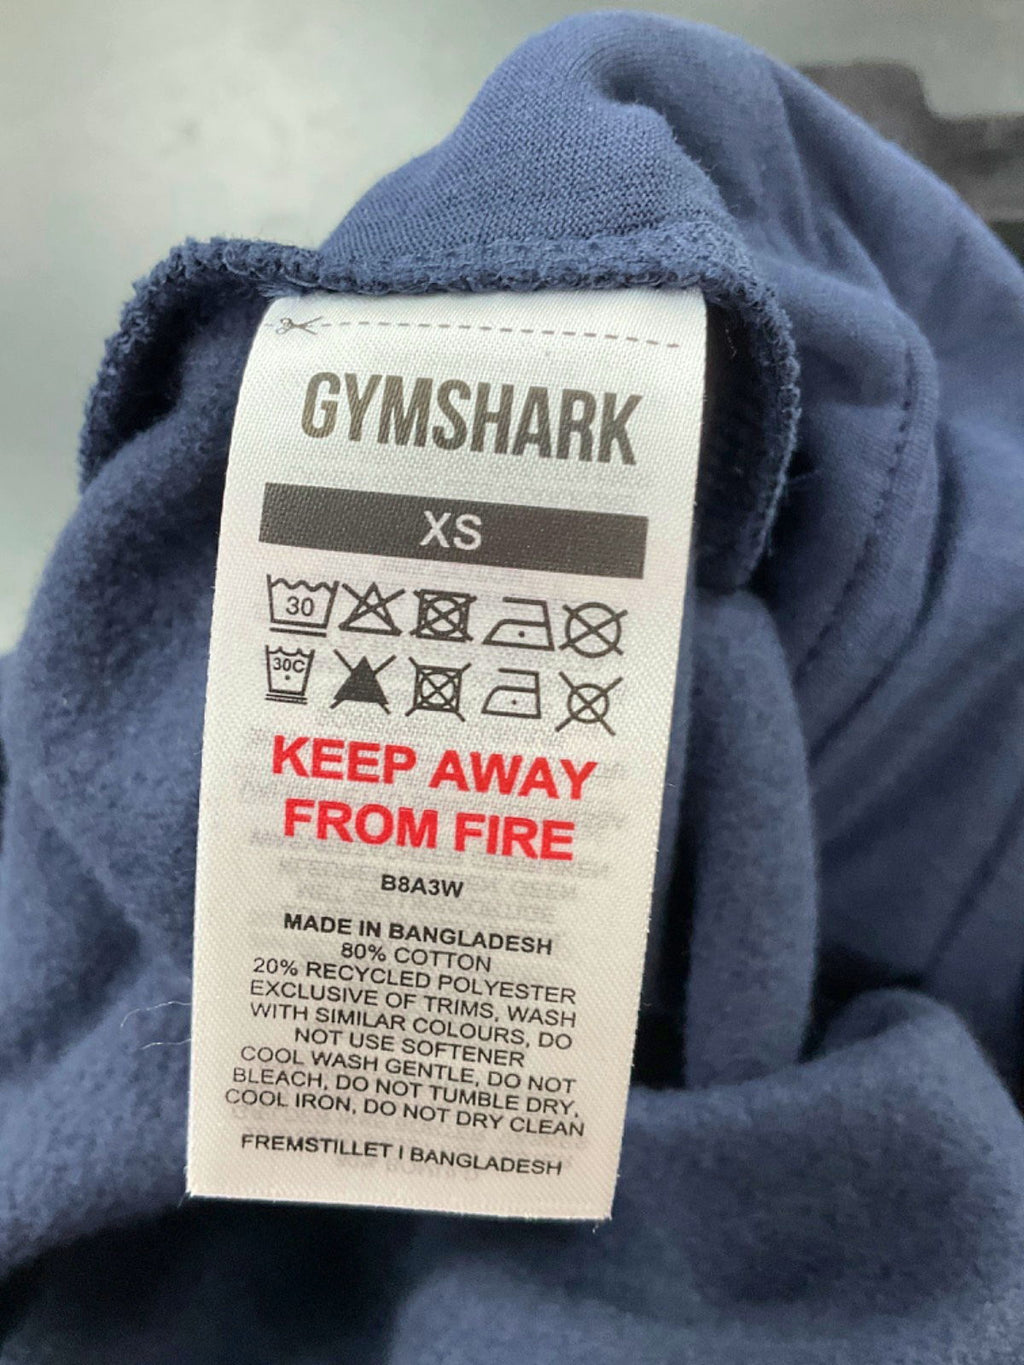 GYMSHARK
XS
30
30C
KEEP AWAY
FROM FIRE
B8A3W
MADE IN BANGLADESH
80% COTTON
20% RECYCLED POLYESTER
EXCLUSIVE OF TRIMS, WASH
WITH SIMILAR COLOURS, DO
NOT USE SOFTENER
COOL WASH GENTLE, DO NOT
BLEACH, DO NOT TUMBLE DRY,
COOL IRON, DO NOT DRY CLEAN
FREMSTILLET I BANGLADESH